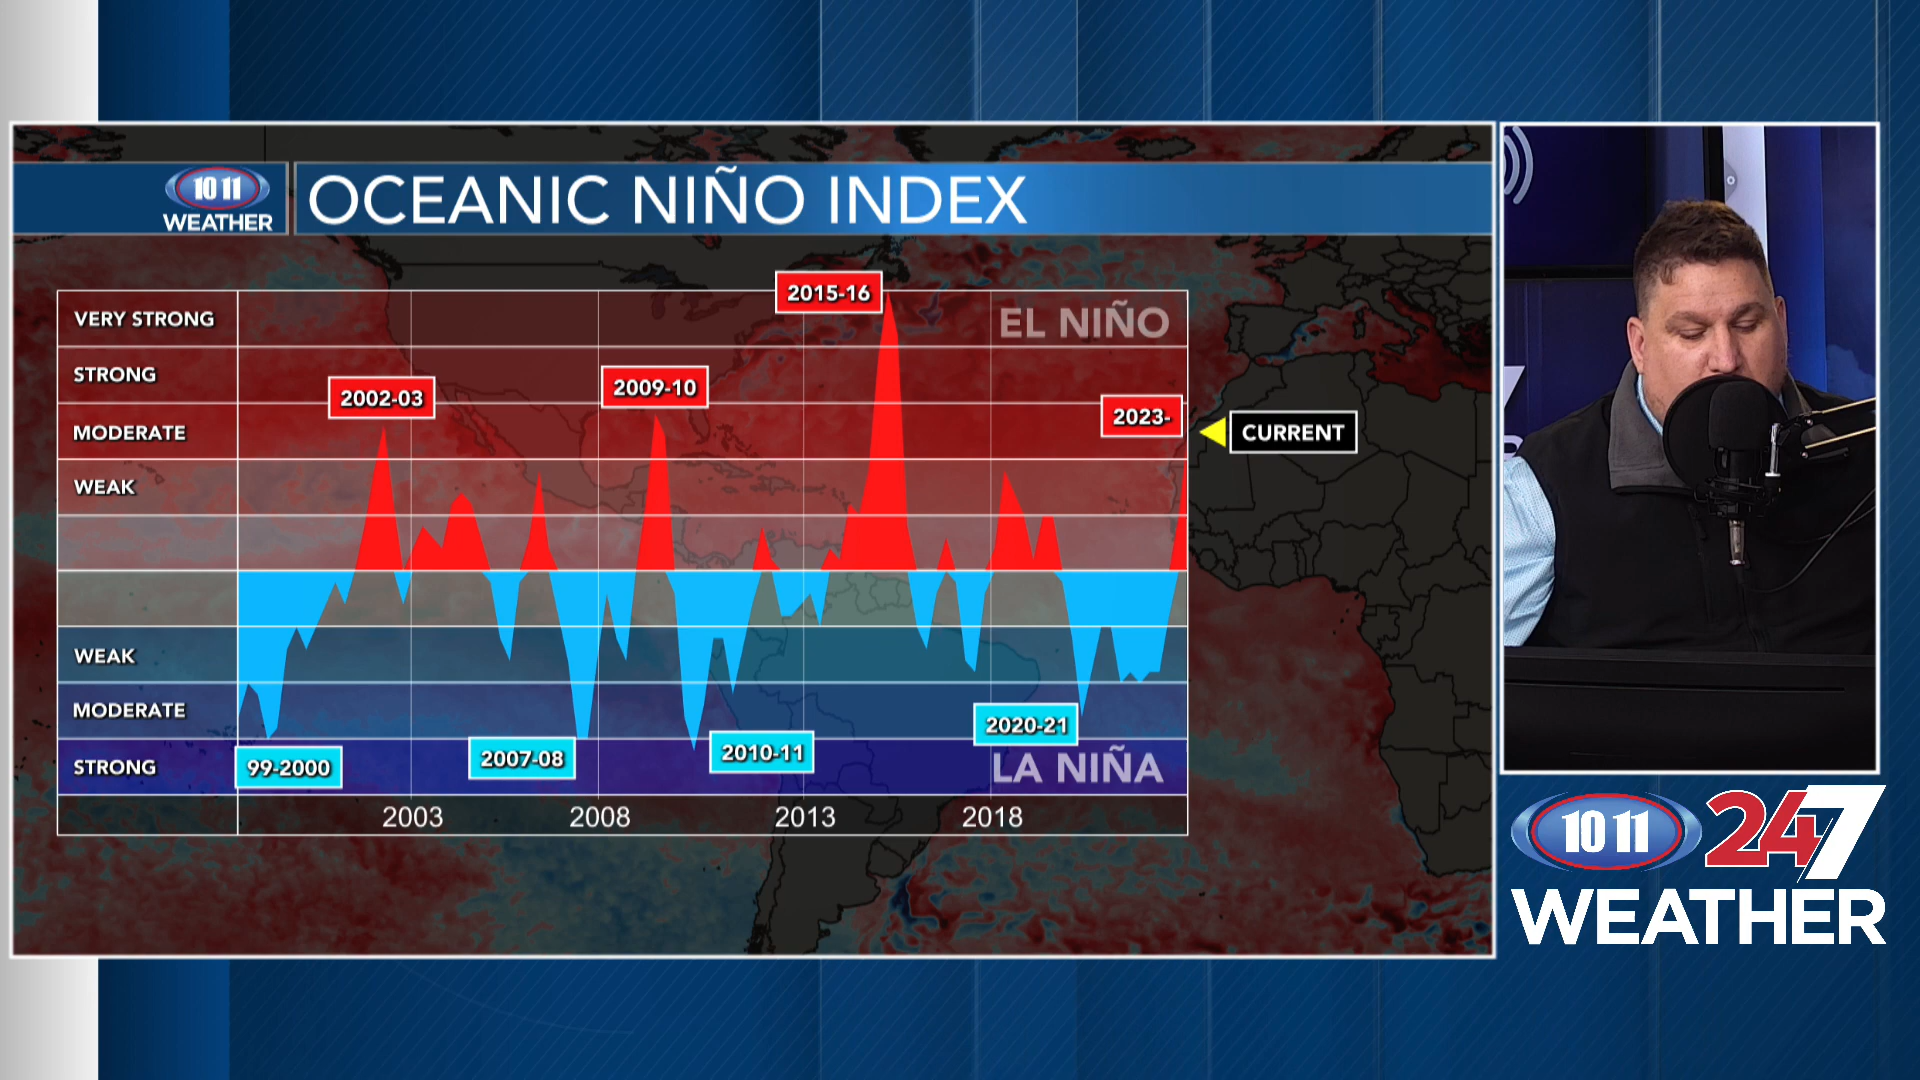 10 11
WEATHER
OCEANIC NIÑO INDEX
VERY STRONG
STRONG
MODERATE
WEAK
WEAK
MODERATE
STRONG
2002-03
2009-10
2015-16
EL NIÑO
2023-
CURRENT
99-2000
2007-08
2010-11
2020-21
LA NIÑA
2003
2008
2013
2018
10 11
24/7
WEATHER